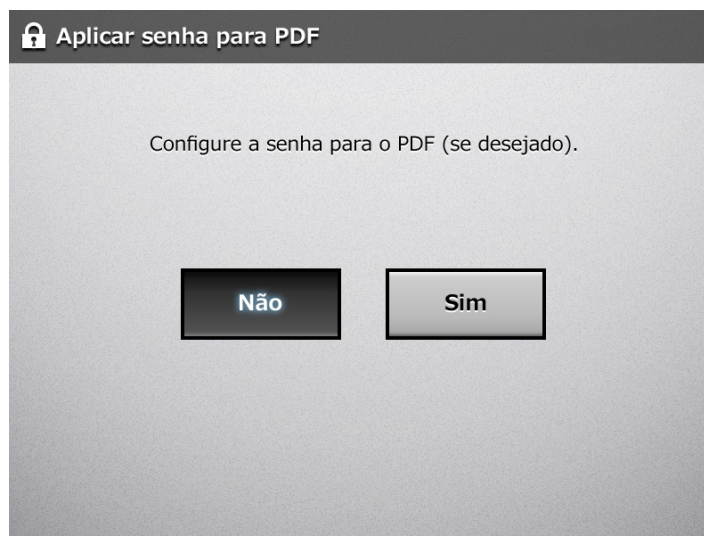 Aplicar senha para PDF
Configure a senha para o PDF (se desejado).
Não
Sim